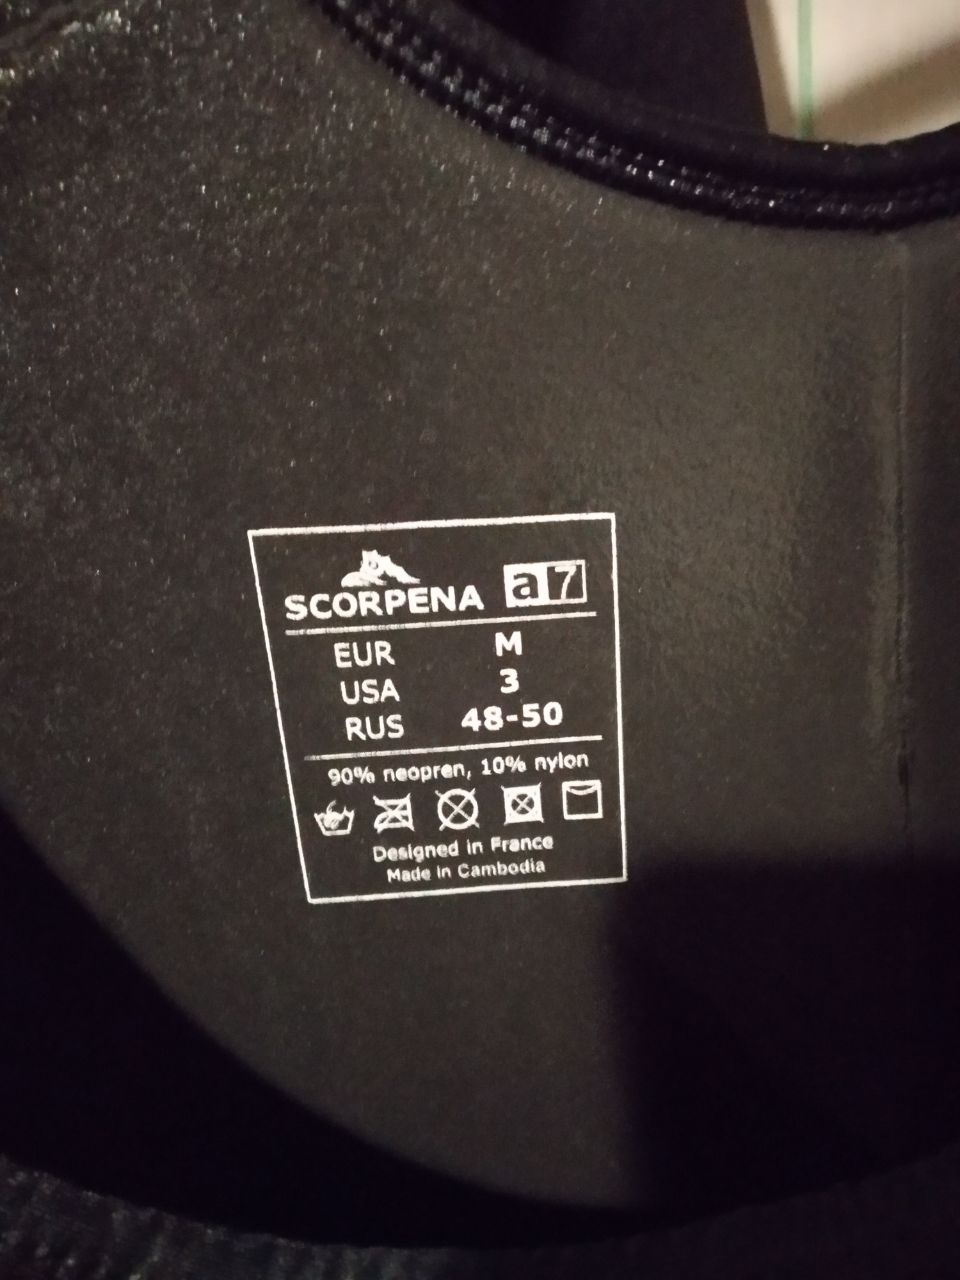 SCORPENA a7
EUR M
USA 3
RUS 48-50
90% neopren, 10% nylon
Designed in France
Made in Cambodia